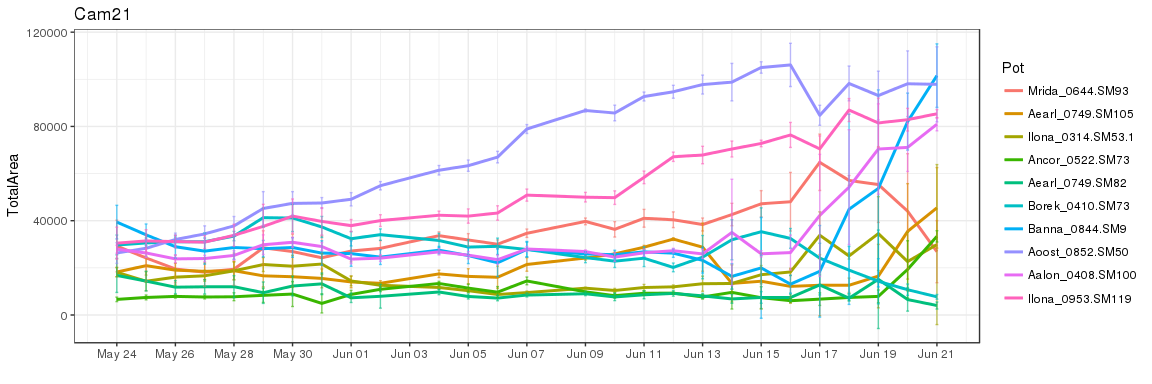 Cam21
TotalArea
120000
80000
40000
0
May 24 May 26 May 28 May 30 Jun 01 Jun 03 Jun 05 Jun 07 Jun 09 Jun 11 Jun 13 Jun 15 Jun 17 Jun 19 Jun 21
Pot
Mrida_0644.SM93
Aearl_0749.SM105
Ilona_0314.SM53.1
Ancor_0522.SM73
Aearl_0749.SM82
Borek_0410.SM73
Banna_0844.SM9
Aoost_0852.SM50
Aalon_0408.SM100
Ilona_0953.SM119